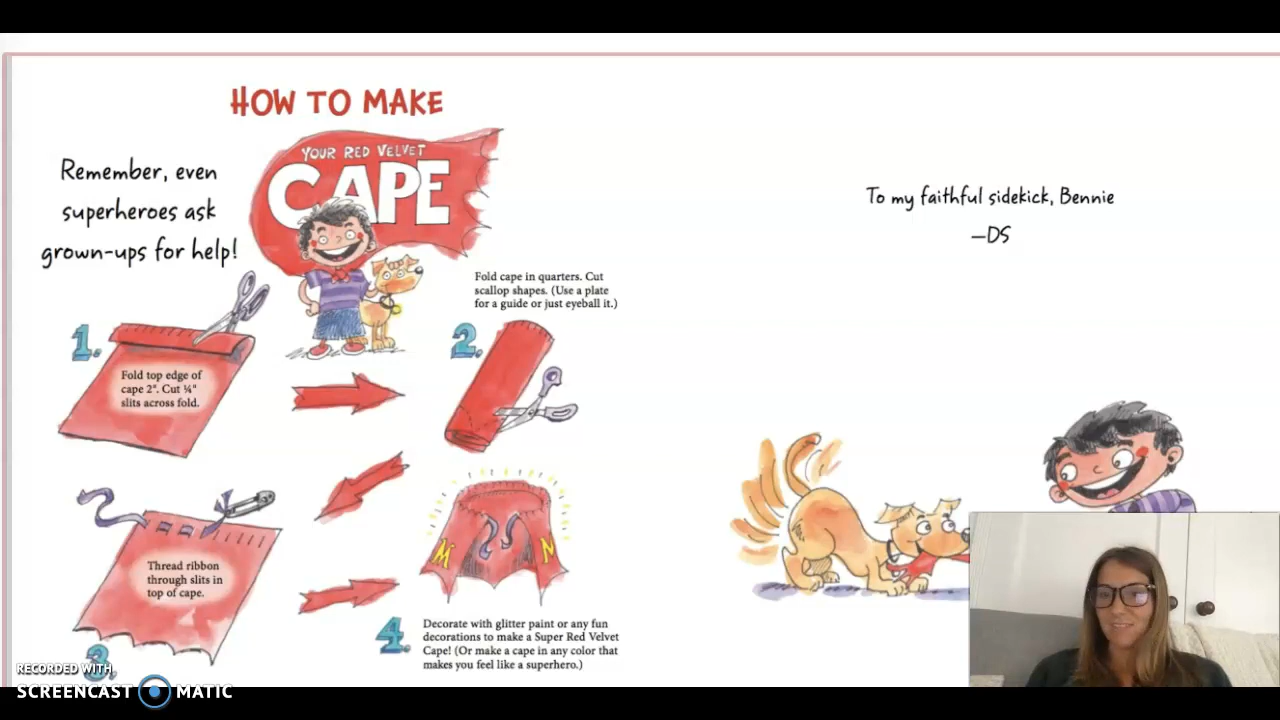 HOW TO MAKE
YOUR RED VELVET
CAPE
Remember, even
superheroes ask
grown-ups for help!
1.
Fold top edge of
cape 2". Cut ¼"
slits across fold.
2.
Fold cape in quarters. Cut
scallop shapes. (Use a plate
for a guide or just eyeball it.)
3.
Thread ribbon
through slits in
top of cape.
4.
M
M
Decorate with glitter paint or any fun
decorations to make a Super Red Velvet
Cape! (Or make a cape in any color that
makes you feel like a superhero.)
To my faithful sidekick, Bennie
—DS
RECORDED WITH
SCREENCAST MATIC